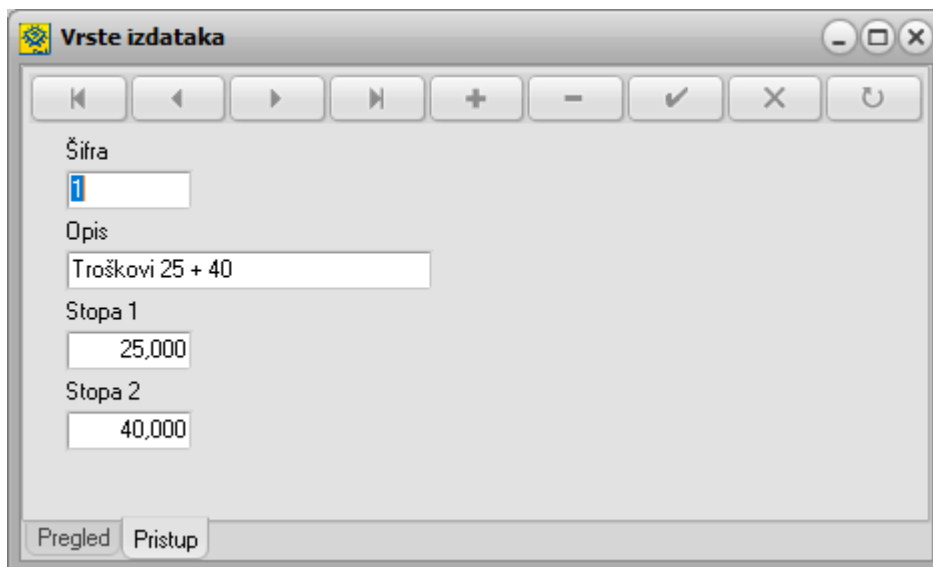 Vrste izdataka
Šifra
1
Opis
Troškovi 25 + 40
Stopa 1
25,000
Stopa 2
40,000
Pregled Pristup